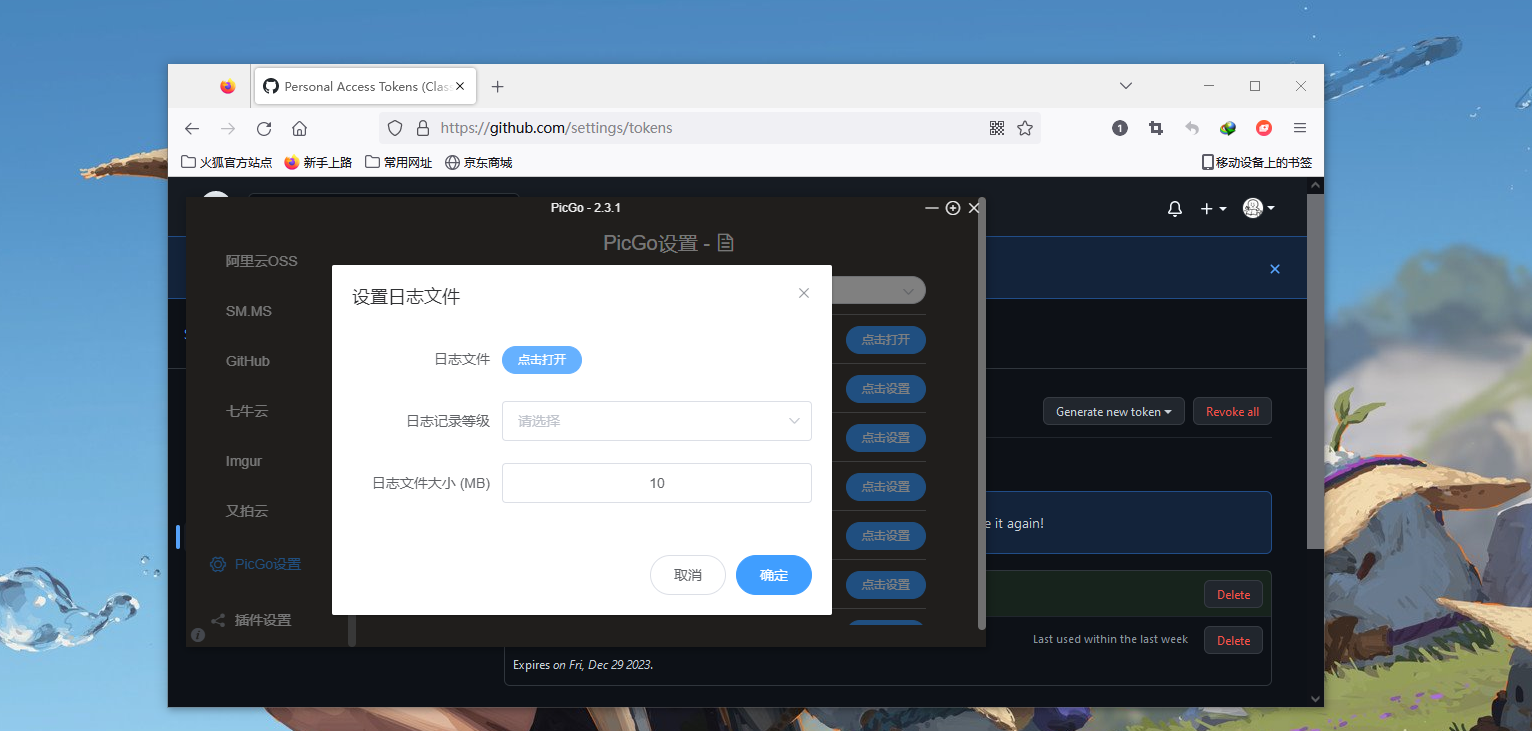 Personal Access Tokens (Clas
https://github.com/settings/tokens
1
火狐官方站点 新手上路 常用网址 京东商城 移动设备上的书签
PicGo - 2.3.1
PicGo设置 -
阿里云OSS
SM.MS
GitHub
七牛云
Imgur
又拍云
PicGo设置
插件设置
设置日志文件
日志文件 点击打开
日志记录等级 请选择
日志文件大小 (MB) 10
取消 确定
点击打开
点击设置
点击设置
点击设置
点击设置
点击设置
Generate new token Revoke all
e it again!
Delete
Last used within the last week Delete
Expires on Fri, Dec 29 2023.